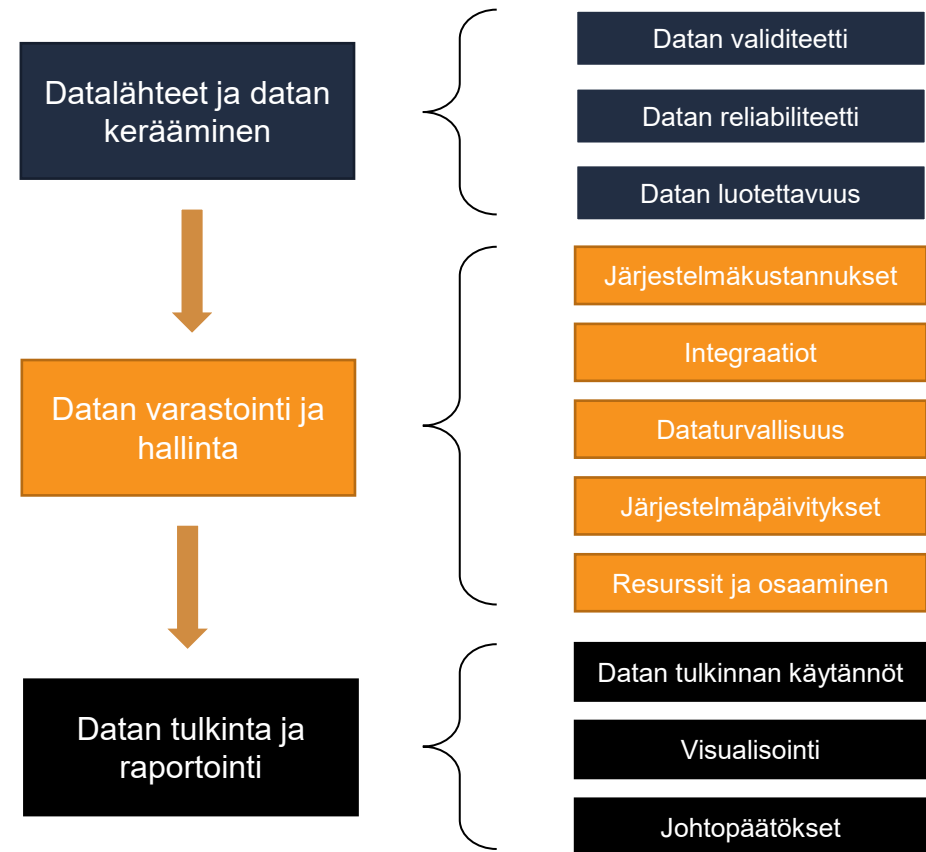 Datalähteet ja datan
kerääminen
Datan validiteetti
Datan reliabiliteetti
Datan luotettavuus
Datan varastointi ja
hallinta
Järjestelmäkustannukset
Integraatiot
Dataturvallisuus
Järjestelmäpäivitykset
Resurssit ja osaaminen
Datan tulkinta ja
raportointi
Datan tulkinnan käytännöt
Visualisointi
Johtopäätökset